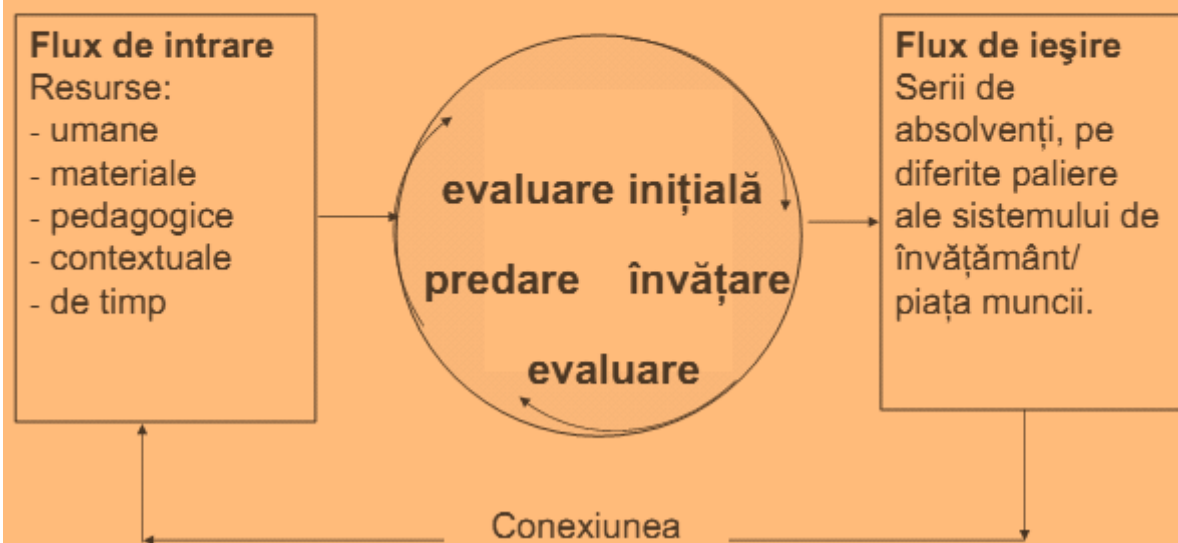 Flux de intrare
Resurse:
- umane
- materiale
- pedagogice
- contextuale
- de timp
evaluare inițială
predare învățare
evaluare
Flux de ieşire
Serii de
absolvenți, pe
diferite paliere
ale sistemului de
învățământ/
piața muncii.
Conexiunea